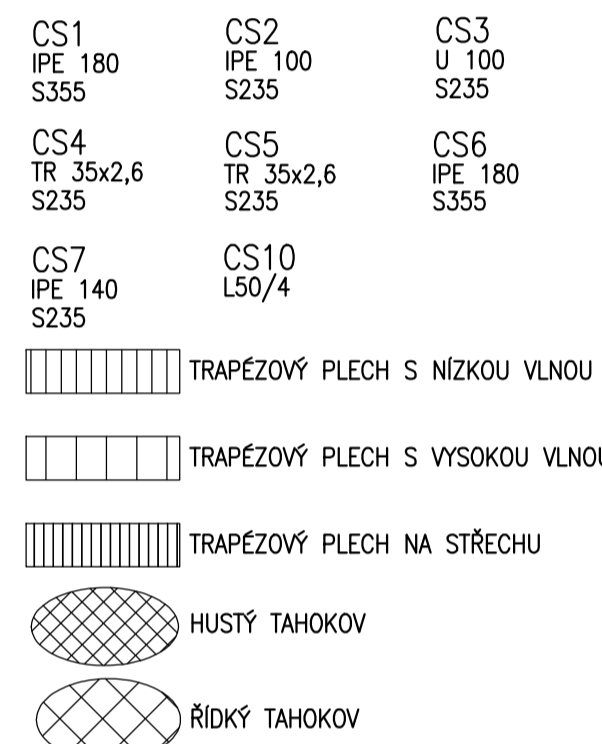 CS1
IPE 180
S355
CS2
IPE 100
S235
CS3
U 100
S235
CS4
TR 35x2,6
S235
CS5
TR 35x2,6
S235
CS6
IPE 180
S355
CS7
IPE 140
S235
CS10
L50/4
TRAPÉZOVÝ PLECH S NÍZKOU VLNOU
TRAPÉZOVÝ PLECH S VYSOKOU VLNOU
TRAPÉZOVÝ PLECH NA STŘECHU
HUSTÝ TAHOKOV
ŘÍDKÝ TAHOKOV